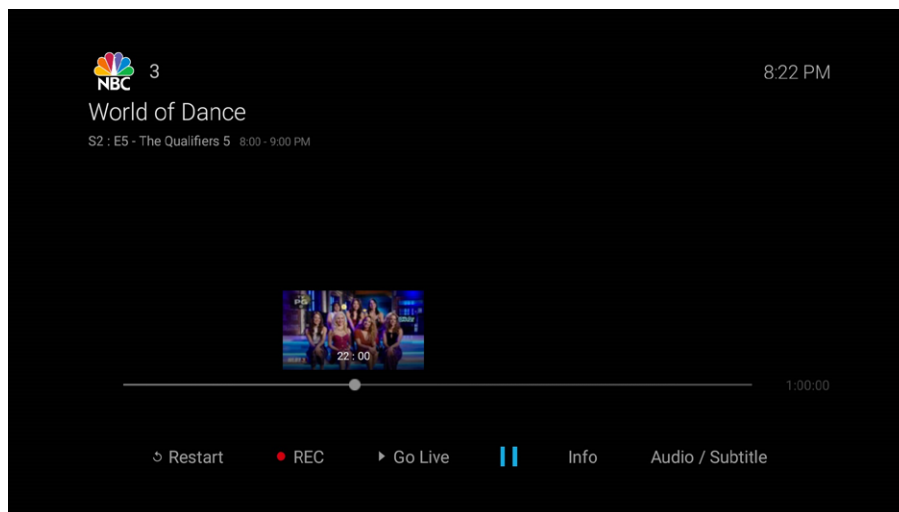 NBC 3
8:22 PM
World of Dance
S2 : E5 - The Qualifiers 5 8:00 - 9:00 PM
PG
22 : 00
1:00:00
Restart REC Go Live Info Audio / Subtitle